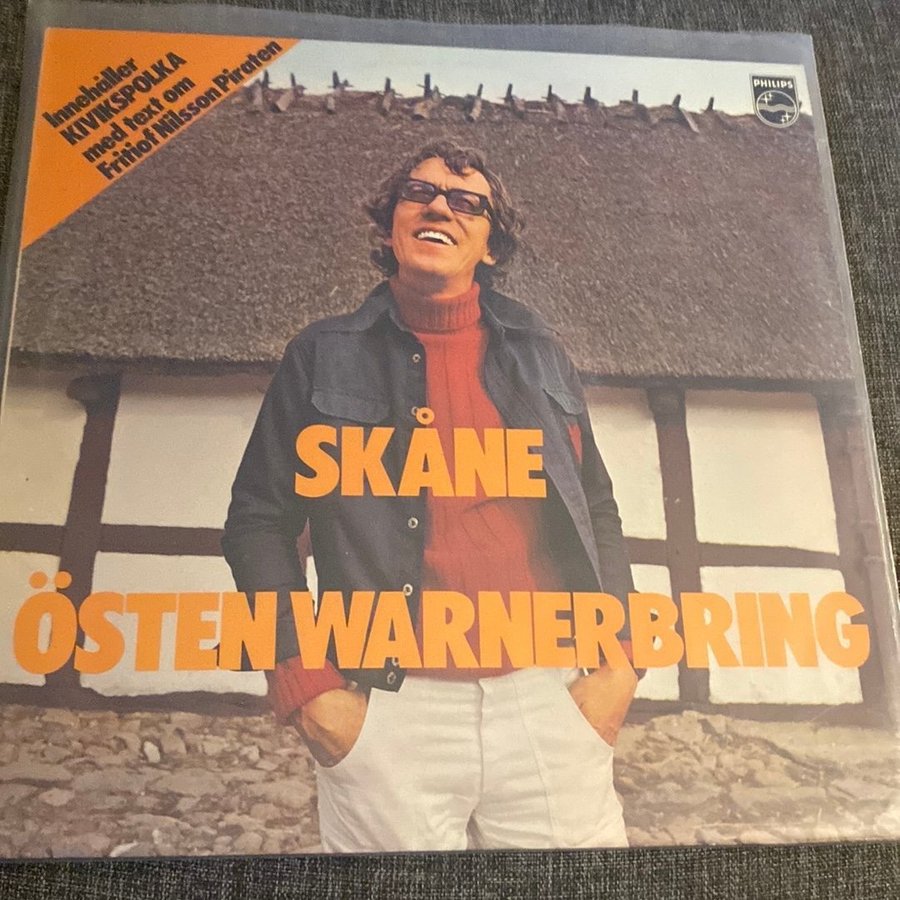 Innehåller
KIVIKSPOLKA
med text om
Fritiof Nilsson Piraten
PHILIPS
SKÅNE
ÖSTEN WARNERBRING